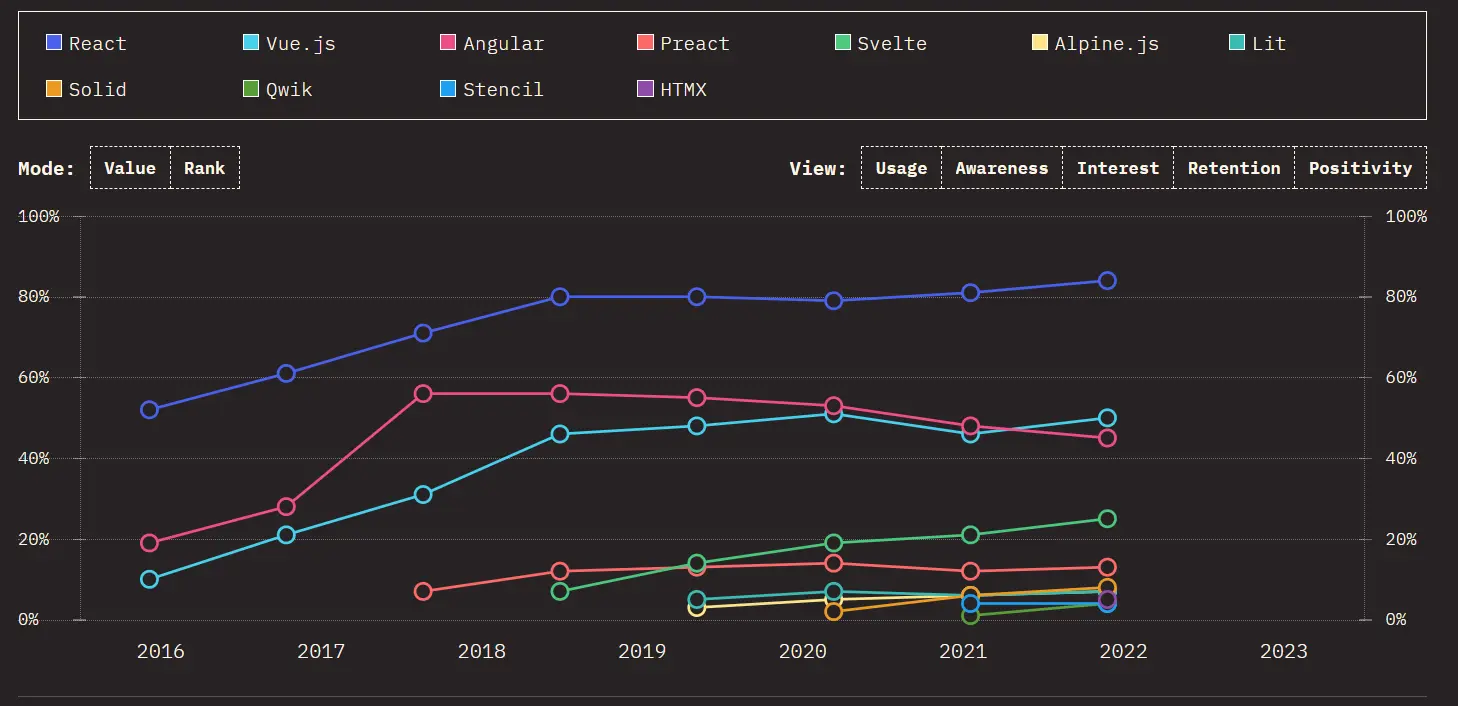 React Vue.js Angular Preact Svelte Alpine.js Lit
Solid Qwik Stencil HTMX
Mode: Value Rank View: Usage Awareness Interest Retention Positivity
100% 100%
80% 80%
60% 60%
40% 40%
20% 20%
0% 0%
2016 2017 2018 2019 2020 2021 2022 2023